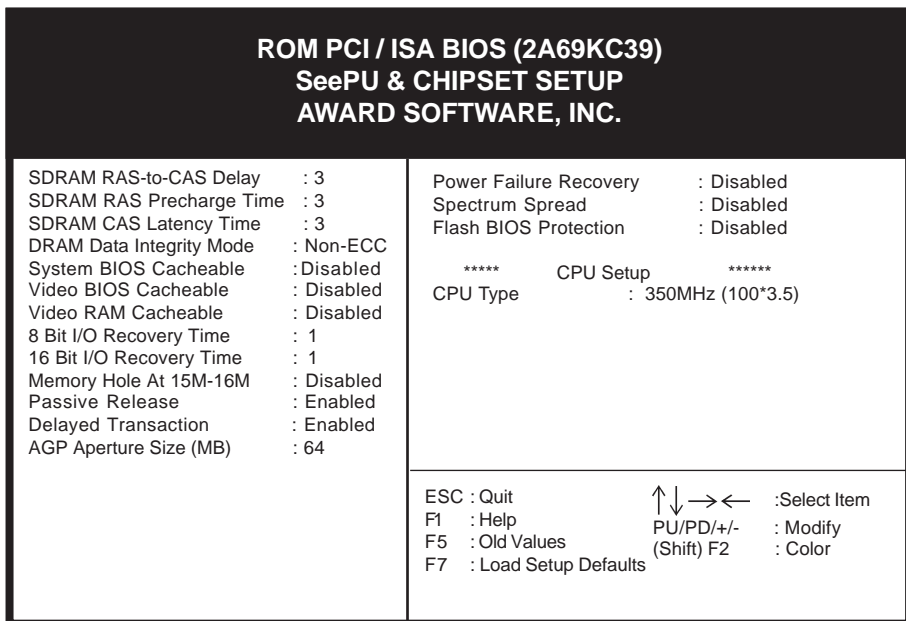 ROM PCI / ISA BIOS (2A69KC39)
SeePU & CHIPSET SETUP
AWARD SOFTWARE, INC.
SDRAM RAS-to-CAS Delay : 3
SDRAM RAS Precharge Time : 3
SDRAM CAS Latency Time : 3
DRAM Data Integrity Mode : Non-ECC
System BIOS Cacheable :Disabled
Video BIOS Cacheable : Disabled
Video RAM Cacheable : Disabled
8 Bit I/O Recovery Time : 1
16 Bit I/O Recovery Time : 1
Memory Hole At 15M-16M : Disabled
Passive Release : Enabled
Delayed Transaction : Enabled
AGP Aperture Size (MB) : 64
Power Failure Recovery : Disabled
Spectrum Spread : Disabled
Flash BIOS Protection : Disabled
***** CPU Setup ******
CPU Type : 350MHz (100*3.5)
ESC : Quit ↑↓→← :Select Item
F1 : Help PU/PD/+/- : Modify
F5 : Old Values (Shift) F2 : Color
F7 : Load Setup Defaults